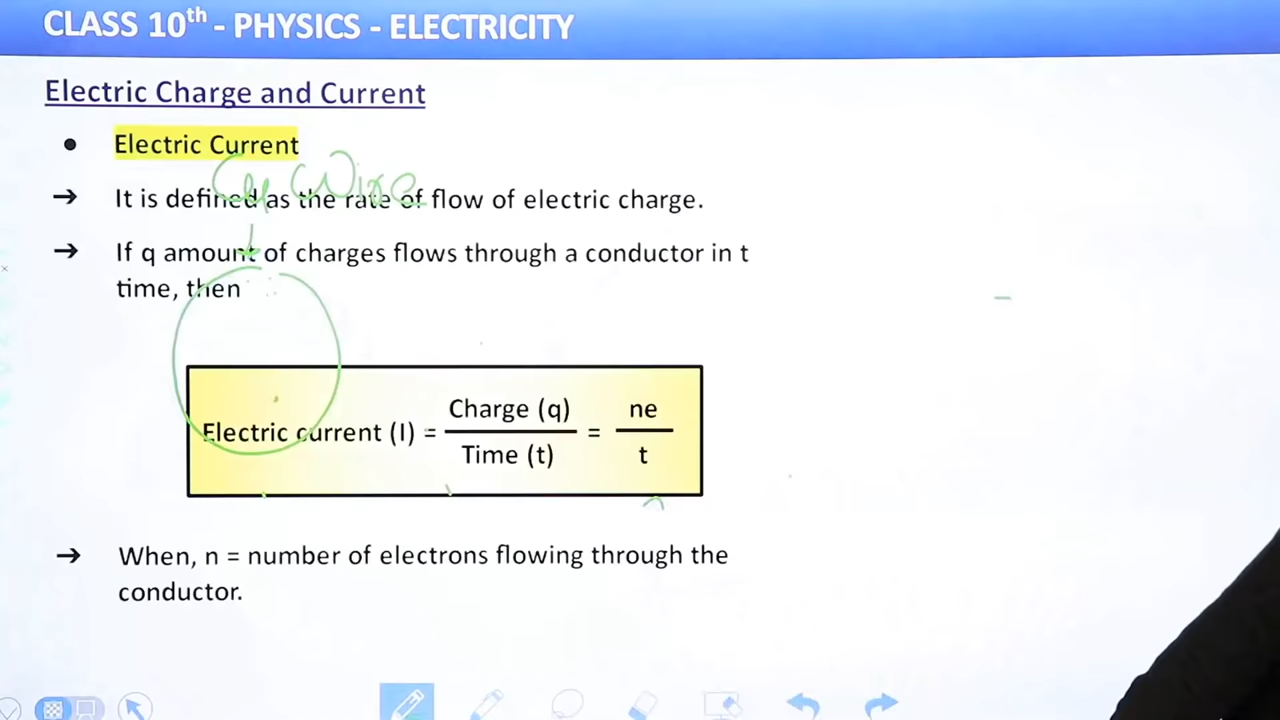 CLASS 10th - PHYSICS - ELECTRICITY
Electric Charge and Current
● Electric Current
Cu Wire
→ It is defined as the rate of flow of electric charge.
→ If q amount of charges flows through a conductor in t
time, then
Electric current (I) = Charge (q) / Time (t) = ne / t
→ When, n = number of electrons flowing through the
conductor.